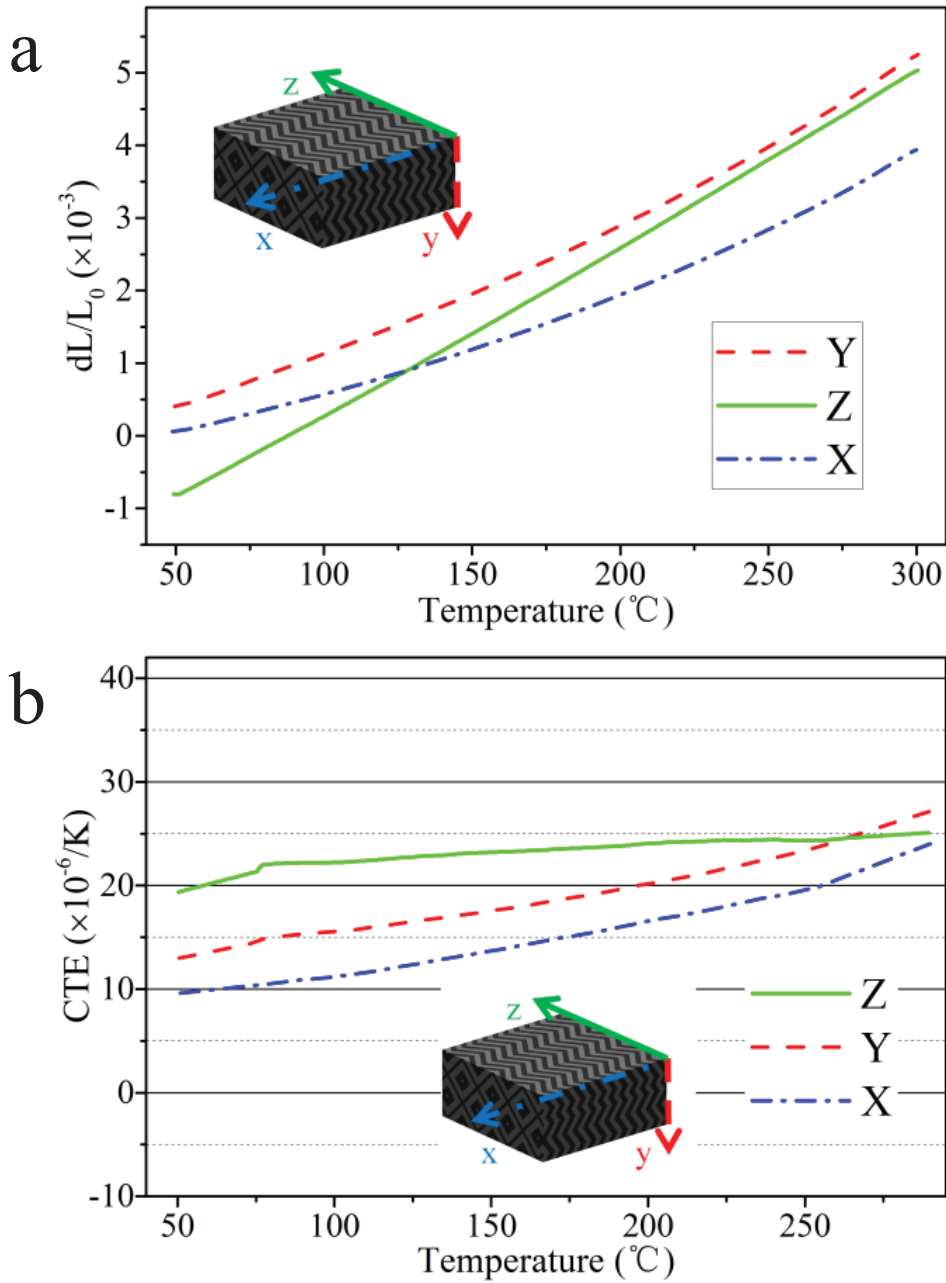 a
5
4
3
2
1
0
-1
dL/L₀ (×10⁻³)
z
x
y
Y
Z
X
50 100 150 200 250 300
Temperature (℃)
b
40
30
20
10
0
-10
CTE (×10⁻⁶/K)
z
x
y
Z
Y
X
50 100 150 200 250
Temperature (℃)